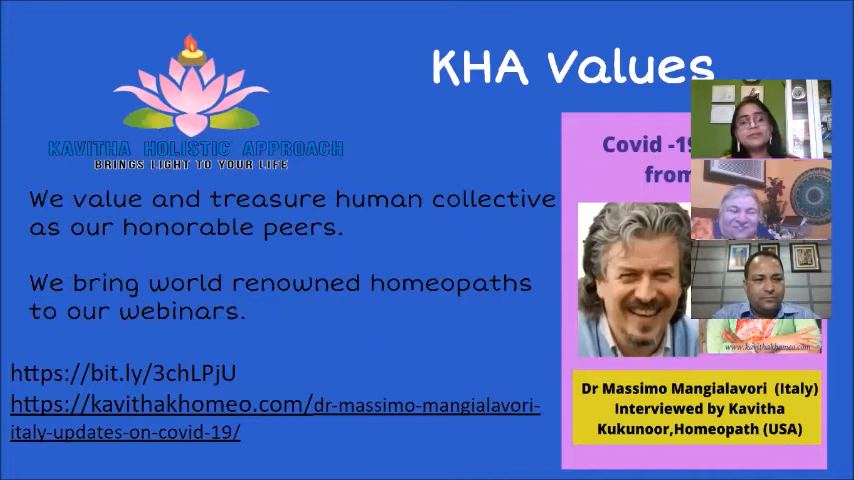 KHA Values
KAVITHA HOLISTIC APPROACH
BRINGS LIGHT TO YOUR LIFE
We value and treasure human collective
as our honorable peers.
We bring world renowned homeopaths
to our webinars.
https://bit.ly/3chLPjU
https://kavithakhomeo.com/dr-massimo-mangialavori-
italy-updates-on-covid-19/
Covid -19
from
www.kavithakhomeo.com
Dr Massimo Mangialavori (Italy)
Interviewed by Kavitha
Kukunoor,Homeopath (USA)